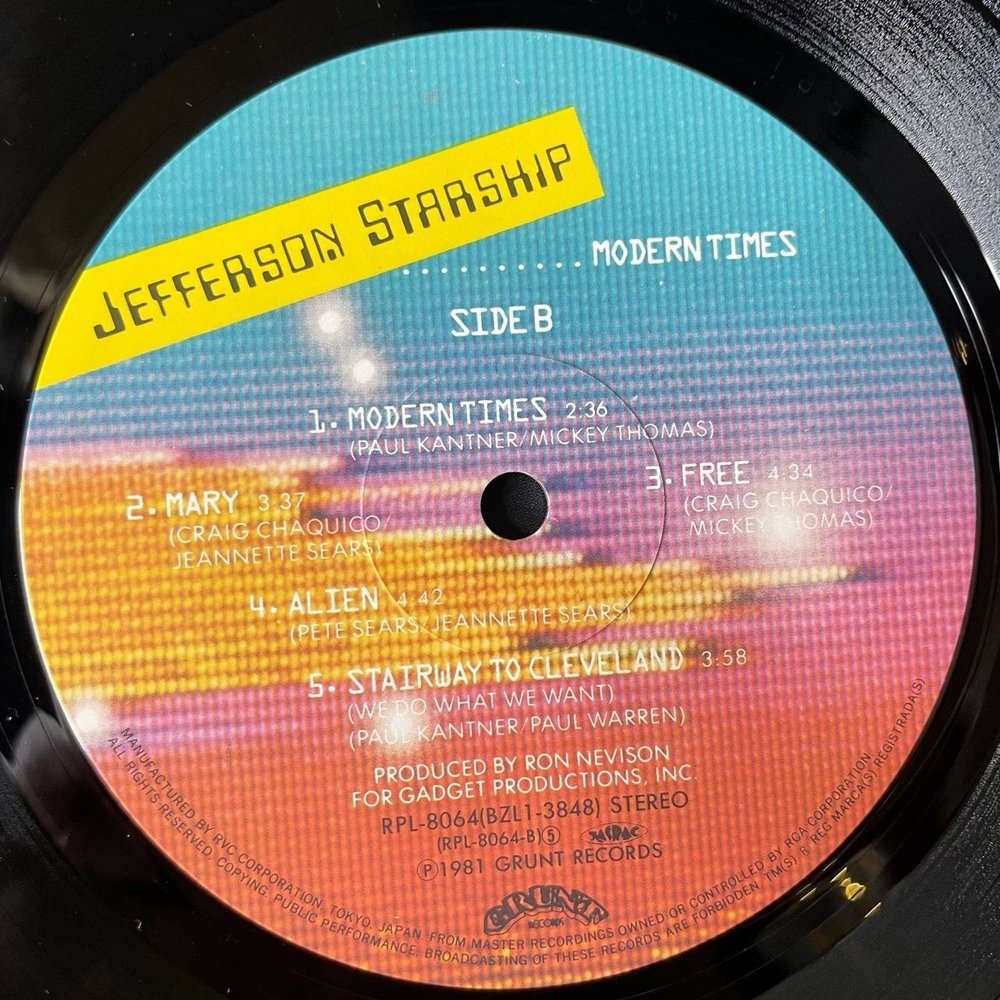 JEFFERSON STARSHIP
..........MODERN TIMES
SIDE B
1. MODERN TIMES 2:36
(PAUL KANTNER/MICKEY THOMAS)
2. MARY 3:37
(CRAIG CHAQUICO/
JEANNETTE SEARS)
3. FREE 4:34
(CRAIG CHAQUICO/
MICKEY THOMAS)
4. ALIEN 4:42
(PETE SEARS/JEANNETTE SEARS)
5. STAIRWAY TO CLEVELAND 3:58
(WE DO WHAT WE WANT)
(PAUL KANTNER/PAUL WARREN)
PRODUCED BY RON NEVISON
FOR GADGET PRODUCTIONS, INC.
RPL-8064(BZL1-3848) STEREO
(RPL-8064-B)⑤
Ⓟ1981 GRUNT RECORDS
GRUNT
RECORDS
MANUFACTURED BY RVC CORPORATION, TOKYO, JAPAN FROM MASTER RECORDINGS OWNED OR CONTROLLED BY RCA CORPORATION
ALL RIGHTS RESERVED, COPYING, PUBLIC PERFORMANCE, BROADCASTING OF THESE RECORDS ARE FORBIDDEN TM(S) ® REG MARCA(S) REGISTRADA(S)